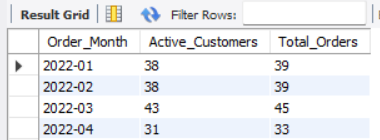 Result Grid Filter Rows:
Order_Month Active_Customers Total_Orders
2022-01 38 39
2022-02 38 39
2022-03 43 45
2022-04 31 33